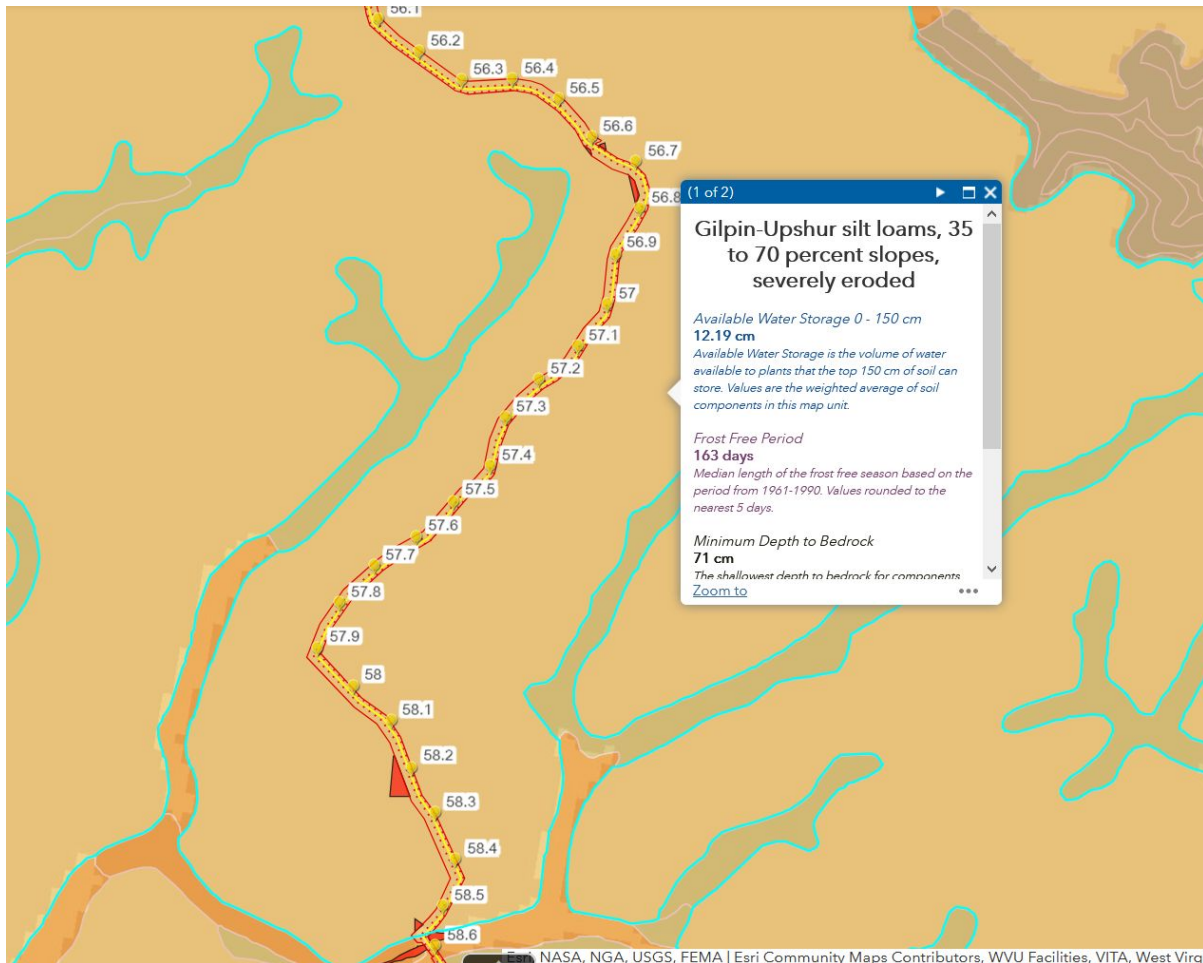 56.1
56.2
56.3
56.4
56.5
56.6
56.7
56.8
56.9
57
57.1
57.2
57.3
57.4
57.5
57.6
57.7
57.8
57.9
58
58.1
58.2
58.3
58.4
58.5
58.6
(1 of 2)
Gilpin-Upshur silt loams, 35
to 70 percent slopes,
severely eroded
Available Water Storage 0 - 150 cm
12.19 cm
Available Water Storage is the volume of water
available to plants that the top 150 cm of soil can
store. Values are the weighted average of soil
components in this map unit.
Frost Free Period
163 days
Median length of the frost free season based on the
period from 1961-1990. Values rounded to the
nearest 5 days.
Minimum Depth to Bedrock
71 cm
The shallowest depth to bedrock for components
Zoom to
Esri, NASA, NGA, USGS, FEMA | Esri Community Maps Contributors, WVU Facilities, VITA, West Virg